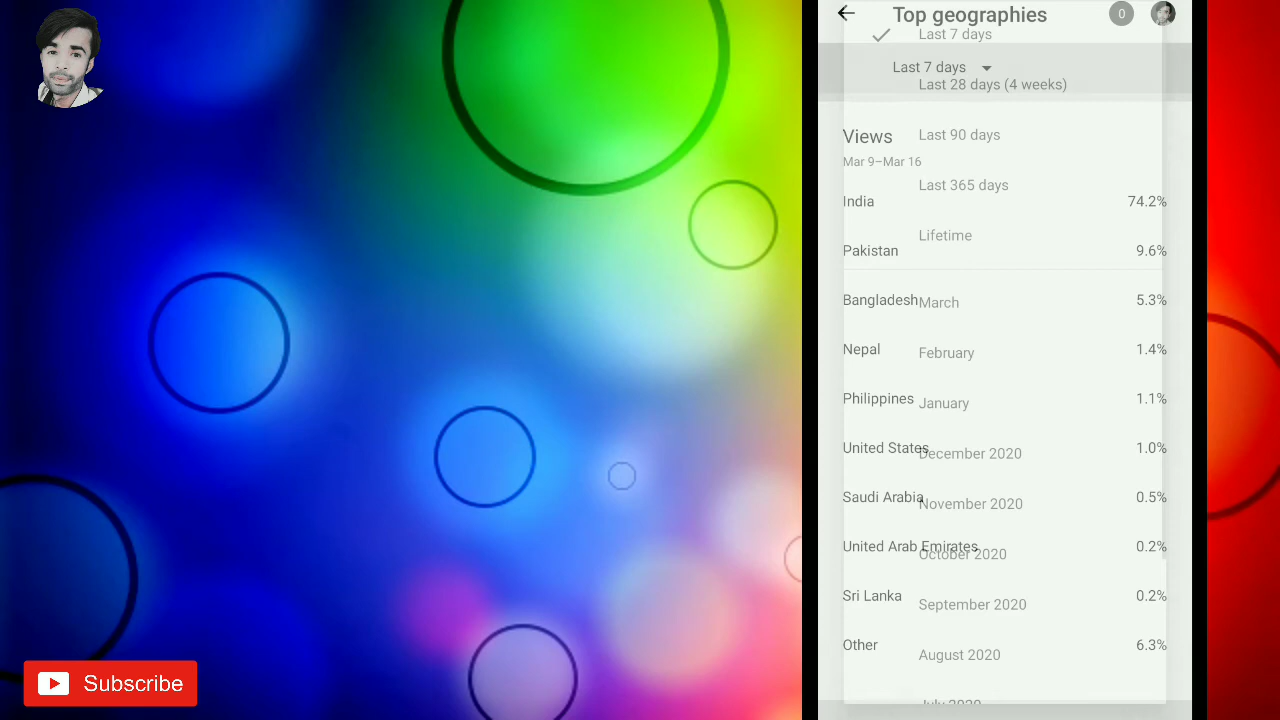 Top geographies
0
Last 7 days
Last 7 days
Last 28 days (4 weeks)
Views
Last 90 days
Mar 9–Mar 16
Last 365 days
India 74.2%
Lifetime
Pakistan 9.6%
Bangladesh 5.3%
March
Nepal 1.4%
February
Philippines 1.1%
January
United States 1.0%
December 2020
Saudi Arabia 0.5%
November 2020
United Arab Emirates 0.2%
October 2020
Sri Lanka 0.2%
September 2020
Other 6.3%
August 2020
July 2020
Subscribe